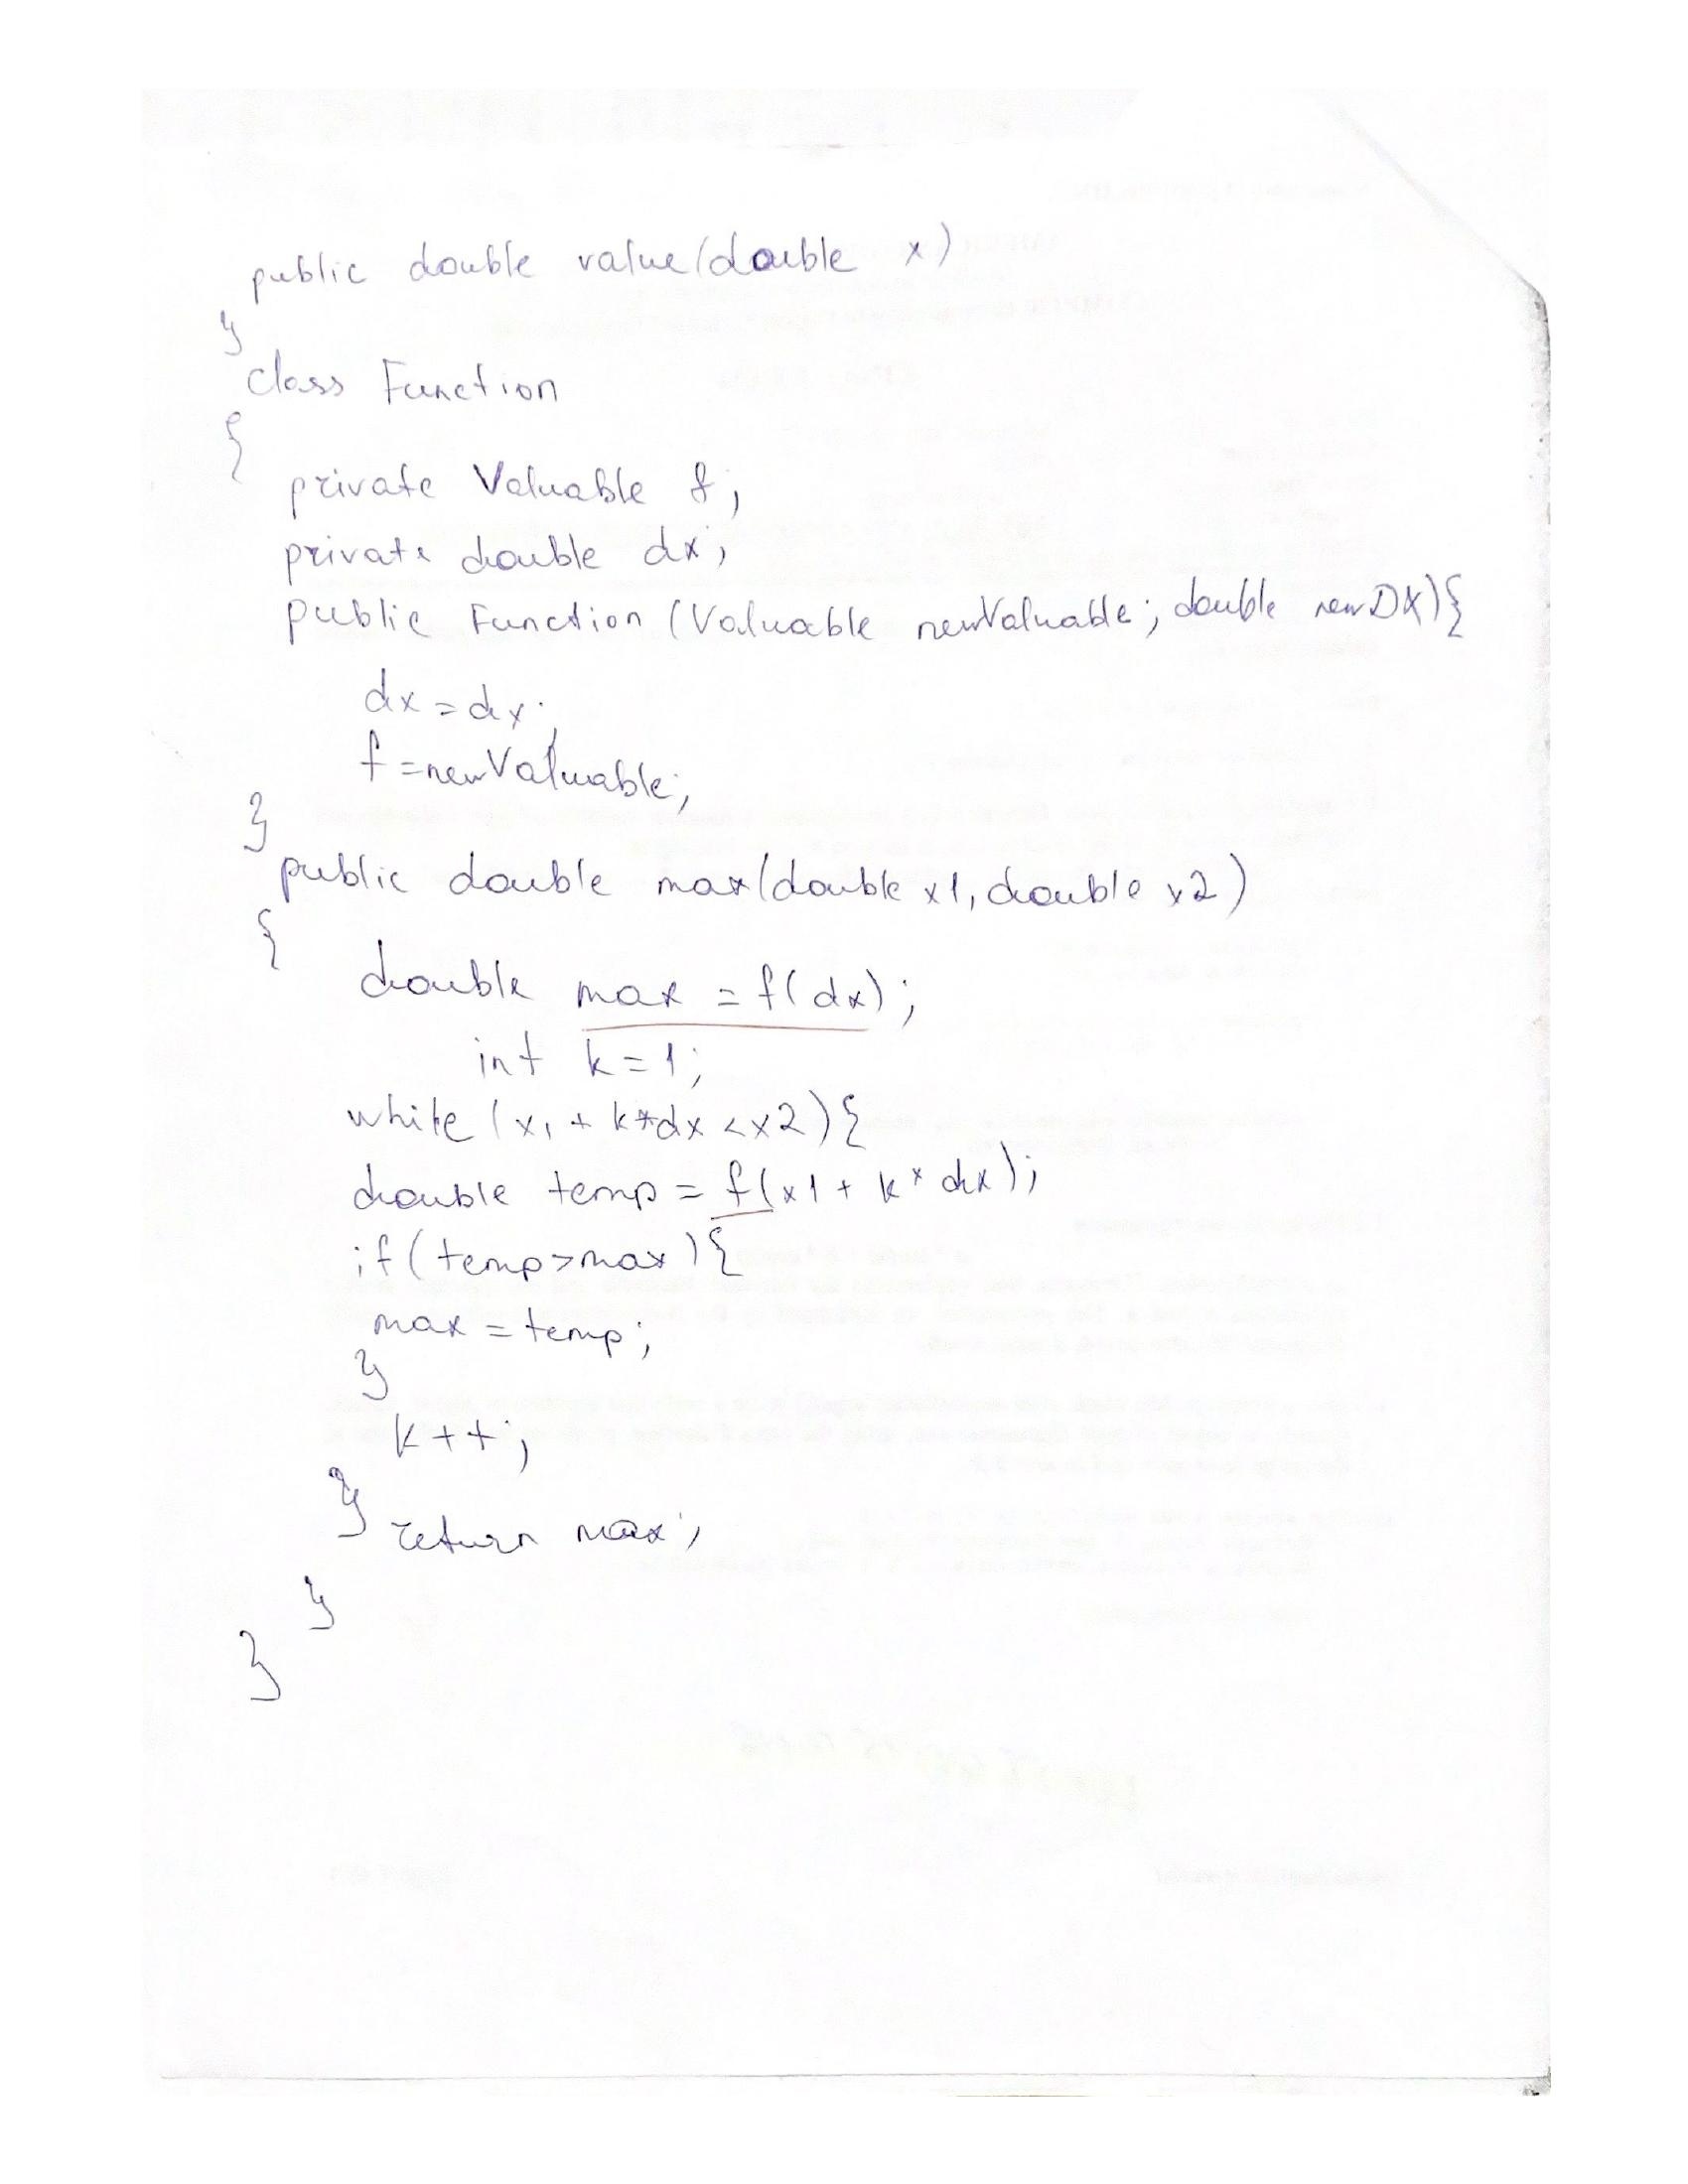 public double value(double x)
}
class Function
{
private Valuable f;
private double dx;
public Function (Valuable newValuable; double newDX){
dx = dx;
f = newValuable;
}
public double max(double x1, double x2)
{
double max = f(dx);
int k = 1;
while (x1 + k*dx < x2){
double temp = f(x1 + k * dx);
if (temp > max){
max = temp;
}
k++;
} return max;
}
}